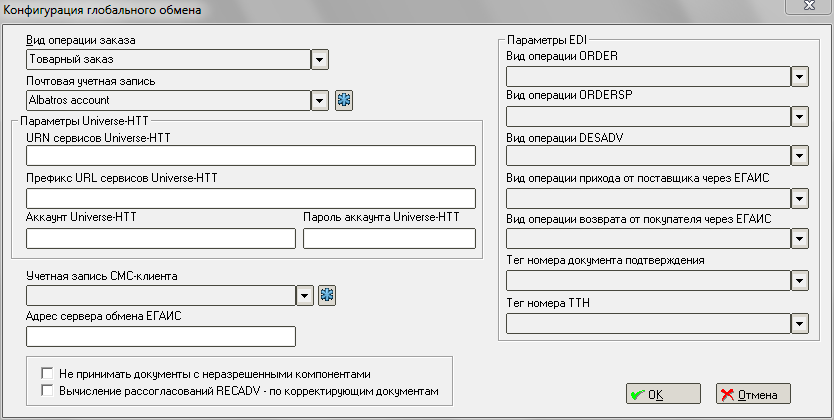 Конфигурация глобального обмена
Вид операции заказа
Товарный заказ
Почтовая учетная запись
Albatros account
Параметры Universe-HTT
URN сервисов Universe-HTT
Префикс URL сервисов Universe-HTT
Аккаунт Universe-HTT
Пароль аккаунта Universe-HTT
Учетная запись СМС-клиента
Адрес сервера обмена ЕГАИС
Не принимать документы с неразрешенными компонентами
Вычисление рассогласований RECADV - по корректирующим документам
Параметры EDI
Вид операции ORDER
Вид операции ORDERSP
Вид операции DESADV
Вид операции прихода от поставщика через ЕГАИС
Вид операции возврата от покупателя через ЕГАИС
Тег номера документа подтверждения
Тег номера ТТН
OK
Отмена